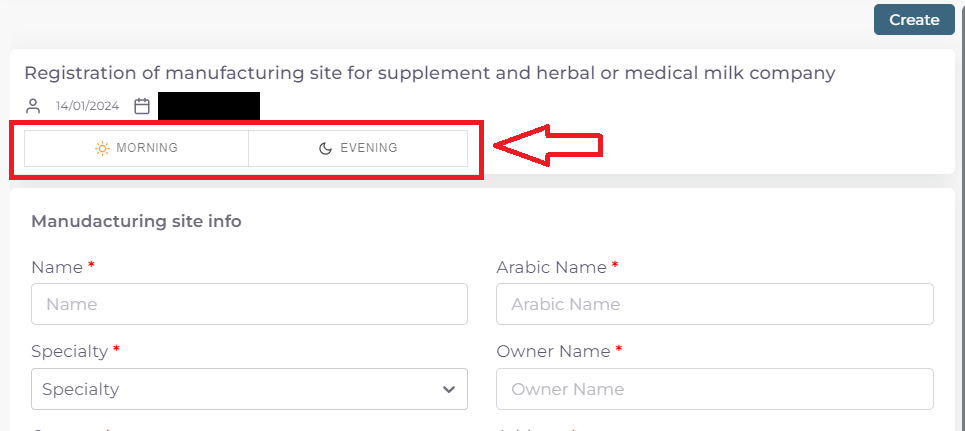 Create
Registration of manufacturing site for supplement and herbal or medical milk company
14/01/2024
MORNING EVENING
Manudacturing site info
Name * Arabic Name *
Name Arabic Name
Specialty * Owner Name *
Specialty Owner Name